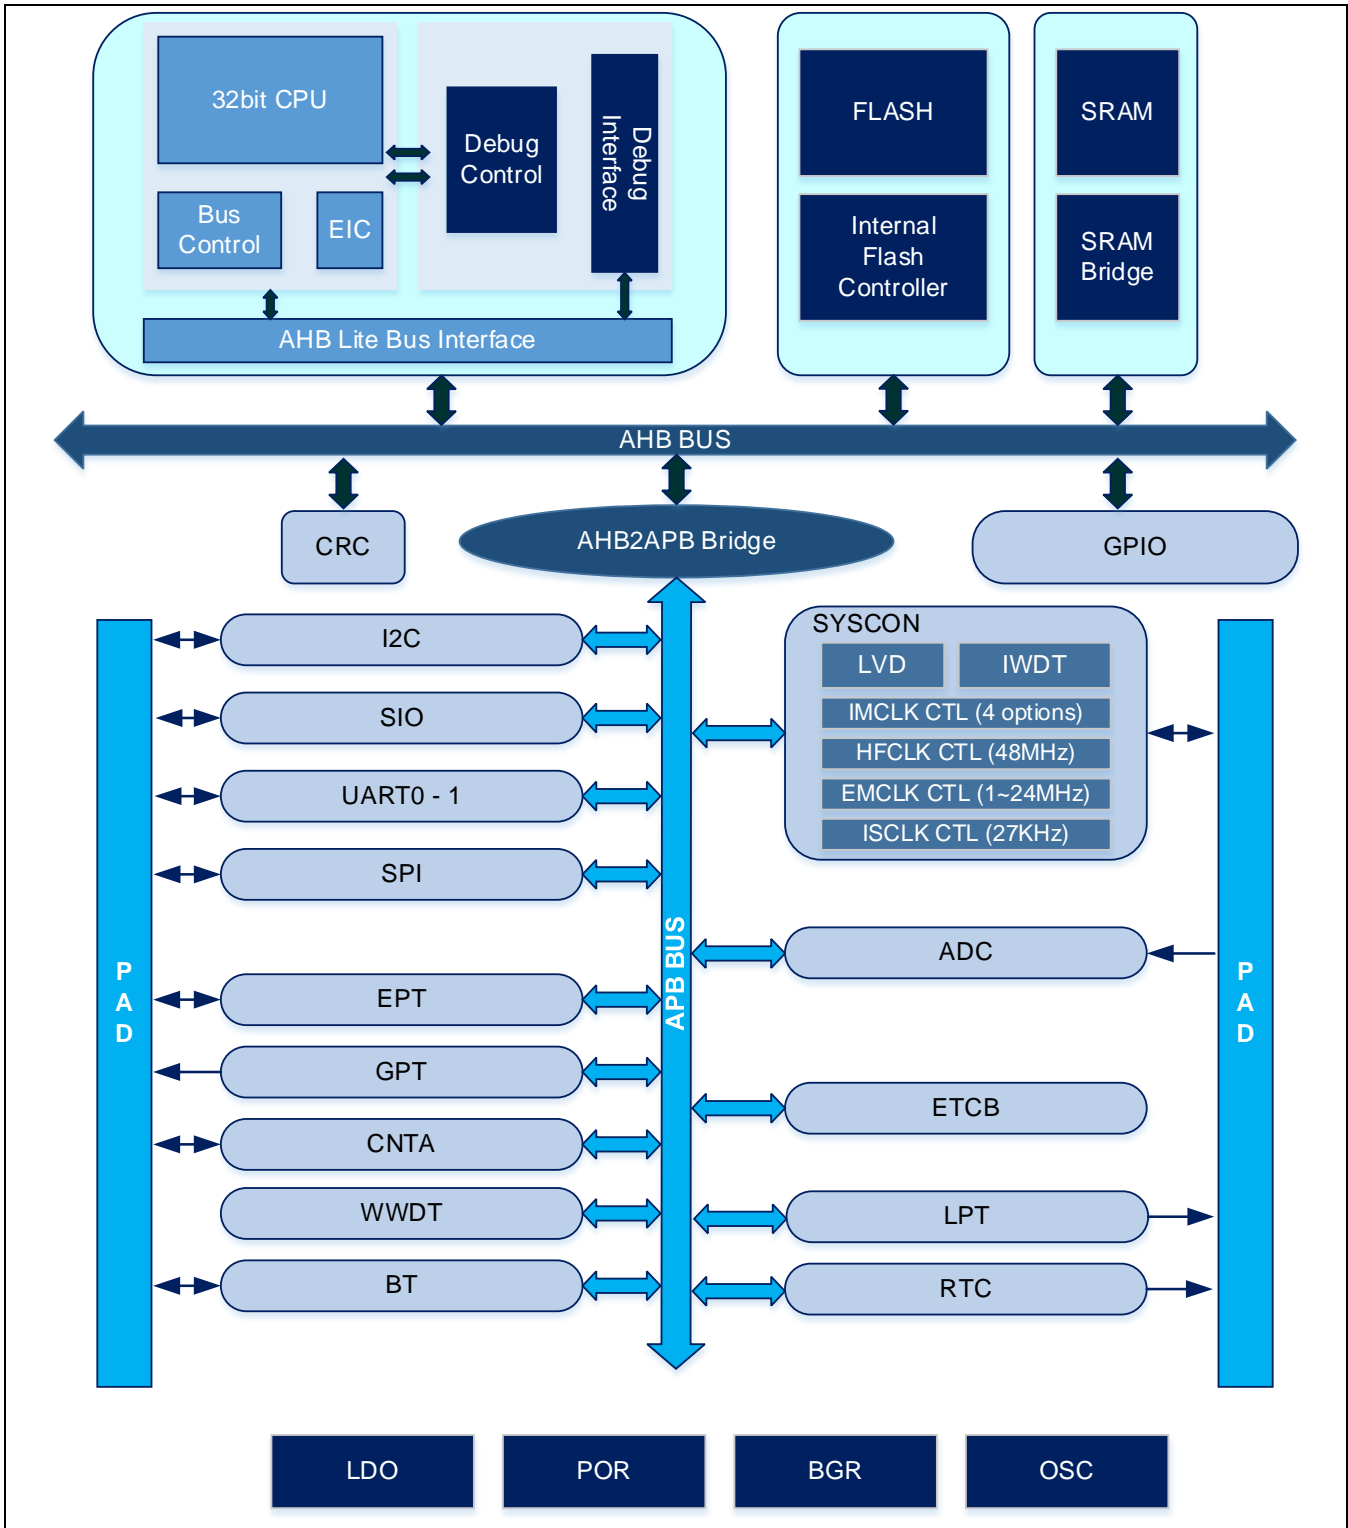 32bit CPU
Bus
Control
EIC
Debug
Control
Debug
Interface
AHB Lite Bus Interface
FLASH
Internal
Flash
Controller
SRAM
SRAM
Bridge
AHB BUS
CRC
AHB2APB Bridge
GPIO
PAD
I2C
SIO
UART0 - 1
SPI
EPT
GPT
CNTA
WWDT
BT
APB BUS
SYSCON
LVD
IWDT
IMCLK CTL (4 options)
HFCLK CTL (48MHz)
EMCLK CTL (1~24MHz)
ISCLK CTL (27KHz)
ADC
ETCB
LPT
RTC
PAD
LDO
POR
BGR
OSC